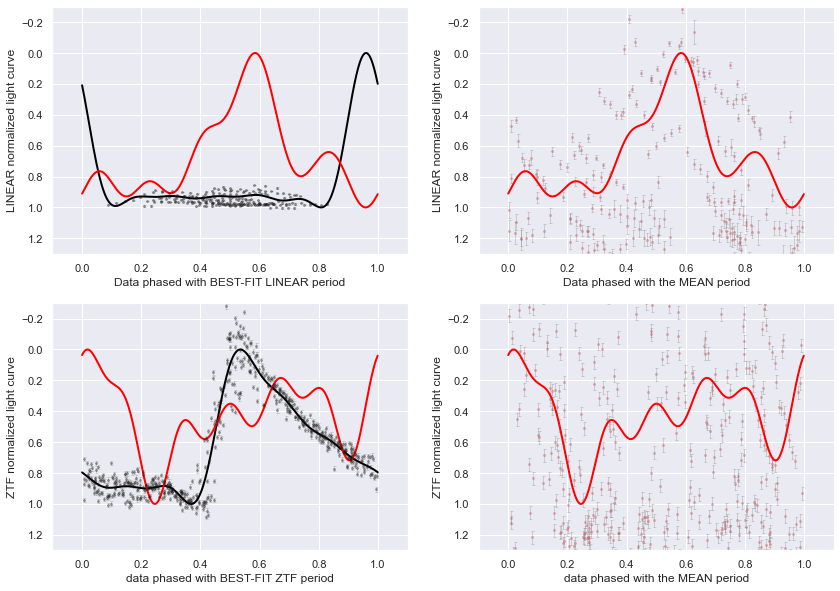 LINEAR normalized light curve
−0.2
0.0
0.2
0.4
0.6
0.8
1.0
1.2
0.0 0.2 0.4 0.6 0.8 1.0
Data phased with BEST-FIT LINEAR period
LINEAR normalized light curve
−0.2
0.0
0.2
0.4
0.6
0.8
1.0
1.2
0.0 0.2 0.4 0.6 0.8 1.0
Data phased with the MEAN period
ZTF normalized light curve
−0.2
0.0
0.2
0.4
0.6
0.8
1.0
1.2
0.0 0.2 0.4 0.6 0.8 1.0
data phased with BEST-FIT ZTF period
ZTF normalized light curve
−0.2
0.0
0.2
0.4
0.6
0.8
1.0
1.2
0.0 0.2 0.4 0.6 0.8 1.0
data phased with the MEAN period